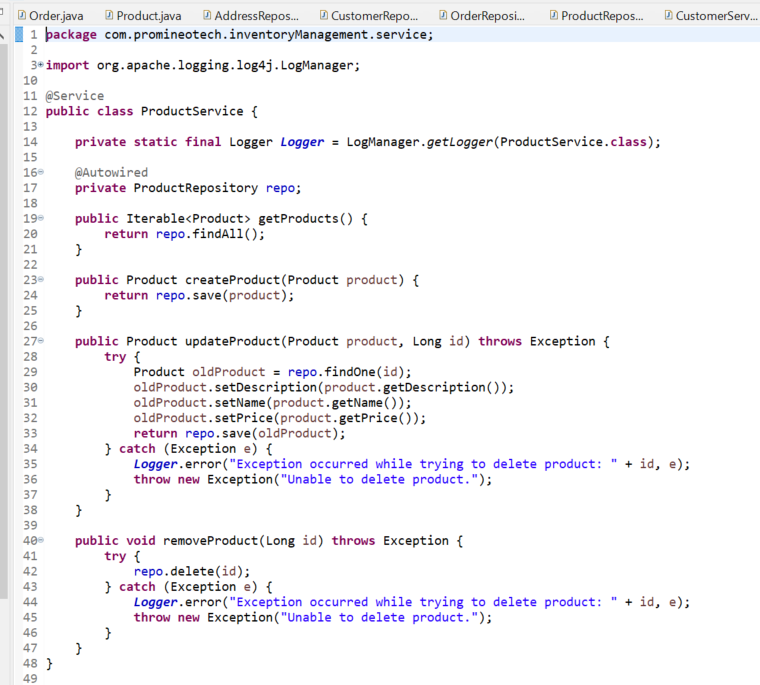 Order.java Product.java AddressRepos... CustomerRepo... OrderReposi... ProductRepos... CustomerServ...
1 package com.promineotech.inventoryManagement.service;
2
3 import org.apache.logging.log4j.LogManager;
10
11 @Service
12 public class ProductService {
13
14     private static final Logger Logger = LogManager.getLogger(ProductService.class);
15
16     @Autowired
17     private ProductRepository repo;
18
19     public Iterable<Product> getProducts() {
20         return repo.findAll();
21     }
22
23     public Product createProduct(Product product) {
24         return repo.save(product);
25     }
26
27     public Product updateProduct(Product product, Long id) throws Exception {
28         try {
29             Product oldProduct = repo.findOne(id);
30             oldProduct.setDescription(product.getDescription());
31             oldProduct.setName(product.getName());
32             oldProduct.setPrice(product.getPrice());
33             return repo.save(oldProduct);
34         } catch (Exception e) {
35             Logger.error("Exception occurred while trying to delete product: " + id, e);
36             throw new Exception("Unable to delete product.");
37         }
38     }
39
40     public void removeProduct(Long id) throws Exception {
41         try {
42             repo.delete(id);
43         } catch (Exception e) {
44             Logger.error("Exception occurred while trying to delete product: " + id, e);
45             throw new Exception("Unable to delete product.");
46         }
47     }
48 }
49